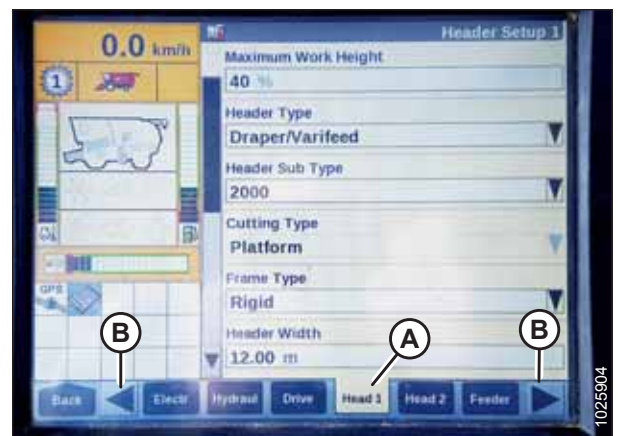 0.0 km/h
Header Setup 1
Maximum Work Height
40 %
1
Header Type
Draper/Varifeed
Header Sub Type
2000
Cutting Type
Platform
Frame Type
Rigid
GPS
Header Width
12.00 m
B
A
B
Back
Electr
Hydraul
Drive
Head 1
Head 2
Feeder
1025904